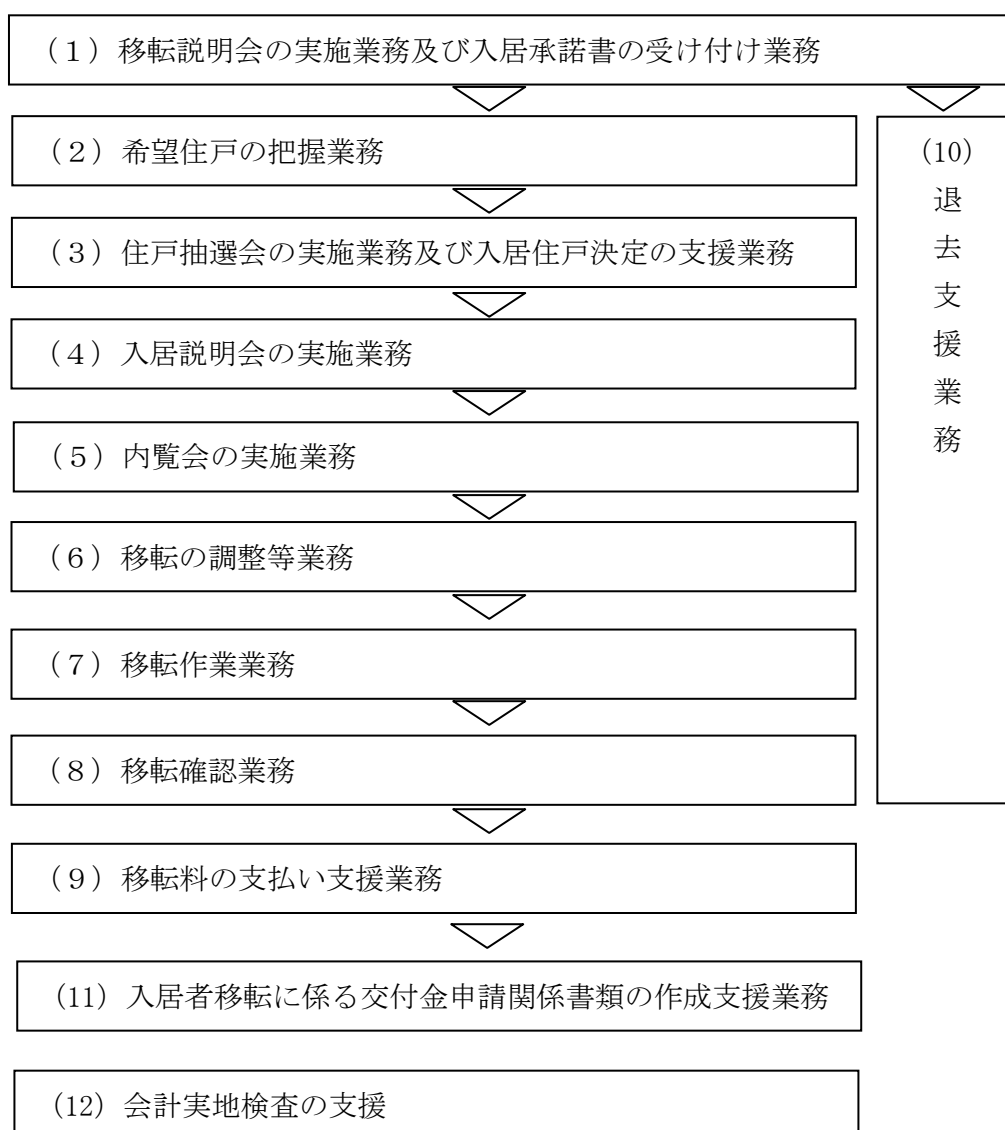 （１）移転説明会の実施業務及び入居承諾書の受け付け業務
（２）希望住戸の把握業務
（３）住戸抽選会の実施業務及び入居住戸決定の支援業務
（４）入居説明会の実施業務
（５）内覧会の実施業務
（６）移転の調整等業務
（７）移転作業業務
（８）移転確認業務
（９）移転料の支払い支援業務
(10)
退
去
支
援
業
務
(11) 入居者移転に係る交付金申請関係書類の作成支援業務
(12) 会計実地検査の支援